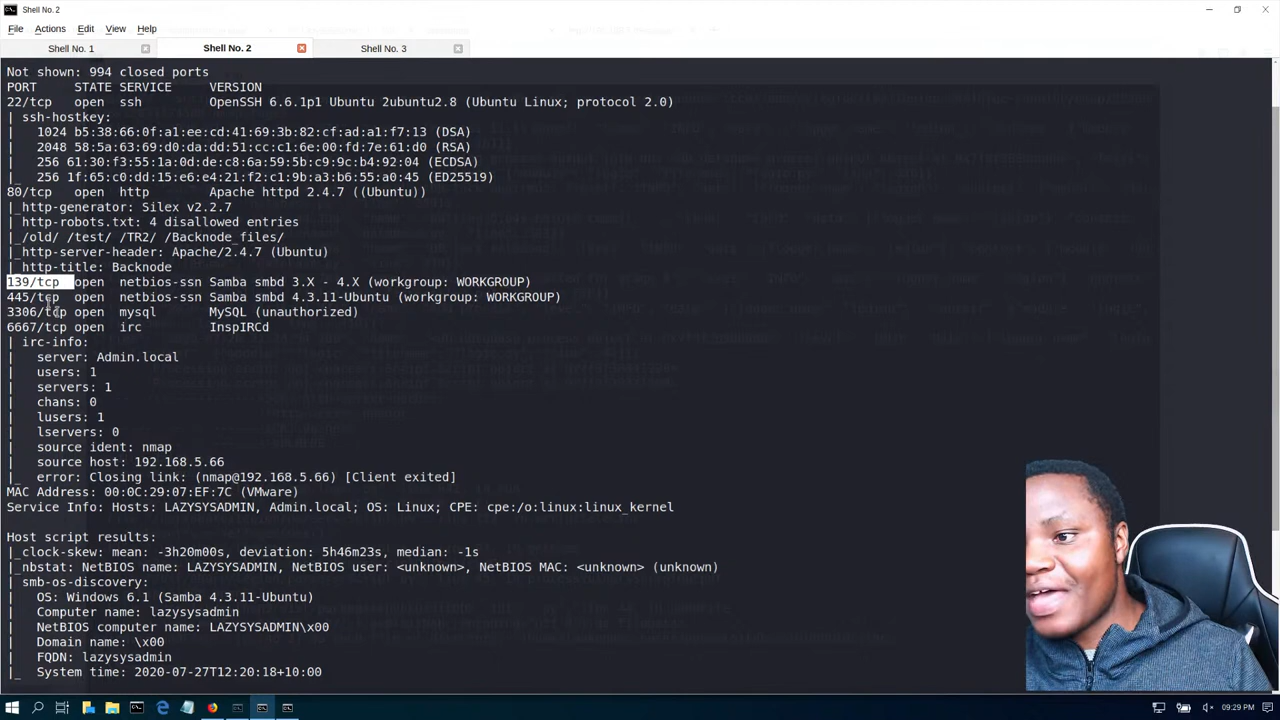 Shell No. 2
File Actions Edit View Help
Shell No. 1 Shell No. 2 Shell No. 3
Not shown: 994 closed ports
PORT STATE SERVICE VERSION
22/tcp open ssh OpenSSH 6.6.1p1 Ubuntu 2ubuntu2.8 (Ubuntu Linux; protocol 2.0)
| ssh-hostkey:
| 1024 b5:38:66:0f:a1:ee:cd:41:69:3b:82:cf:ad:a1:f7:13 (DSA)
| 2048 58:5a:63:69:d0:da:dd:51:cc:c1:6e:00:fd:7e:61:d0 (RSA)
| 256 61:30:f3:55:1a:0d:de:c8:6a:59:5b:c9:9c:b4:92:04 (ECDSA)
|_ 256 1f:65:c0:dd:15:e6:e4:21:f2:c1:9b:a3:b6:55:a0:45 (ED25519)
80/tcp open http Apache httpd 2.4.7 ((Ubuntu))
|_http-generator: Silex v2.2.7
| http-robots.txt: 4 disallowed entries
|_/old/ /test/ /TR2/ /Backnode_files/
|_http-server-header: Apache/2.4.7 (Ubuntu)
|_http-title: Backnode
139/tcp open netbios-ssn Samba smbd 3.X - 4.X (workgroup: WORKGROUP)
445/tcp open netbios-ssn Samba smbd 4.3.11-Ubuntu (workgroup: WORKGROUP)
3306/tcp open mysql MySQL (unauthorized)
6667/tcp open irc InspIRCd
| irc-info:
| server: Admin.local
| users: 1
| servers: 1
| chans: 0
| lusers: 1
| lservers: 0
| source ident: nmap
| source host: 192.168.5.66
|_ error: Closing link: (nmap@192.168.5.66) [Client exited]
MAC Address: 00:0C:29:07:EF:7C (VMware)
Service Info: Hosts: LAZYSYSADMIN, Admin.local; OS: Linux; CPE: cpe:/o:linux:linux_kernel
Host script results:
|_clock-skew: mean: -3h20m00s, deviation: 5h46m23s, median: -1s
|_nbstat: NetBIOS name: LAZYSYSADMIN, NetBIOS user: <unknown>, NetBIOS MAC: <unknown> (unknown)
| smb-os-discovery:
| OS: Windows 6.1 (Samba 4.3.11-Ubuntu)
| Computer name: lazysysadmin
| NetBIOS computer name: LAZYSYSADMIN\x00
| Domain name: \x00
| FQDN: lazysysadmin
|_ System time: 2020-07-27T12:20:18+10:00
09:29 PM